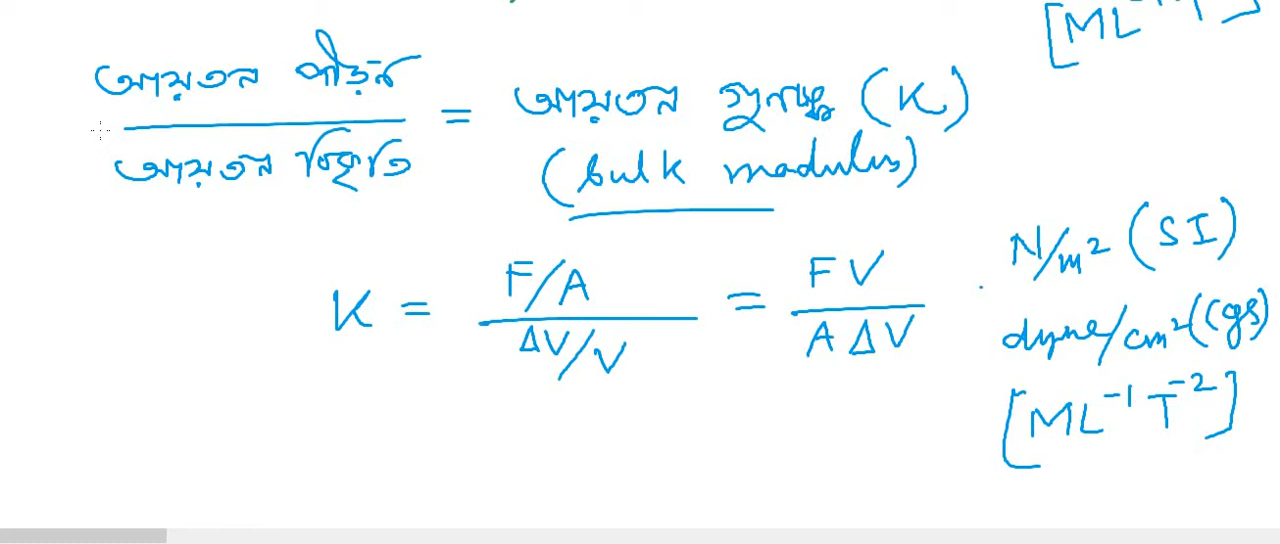 [ML
আয়তন পীড়ন / আয়তন বিকৃতি = আয়তন গুনাঙ্ক (K)
(bulk modulus)
K = F/A / ΔV/V = FV / AΔV
N/m² (SI)
dyne/cm² (cgs)
[ML⁻¹T⁻²]